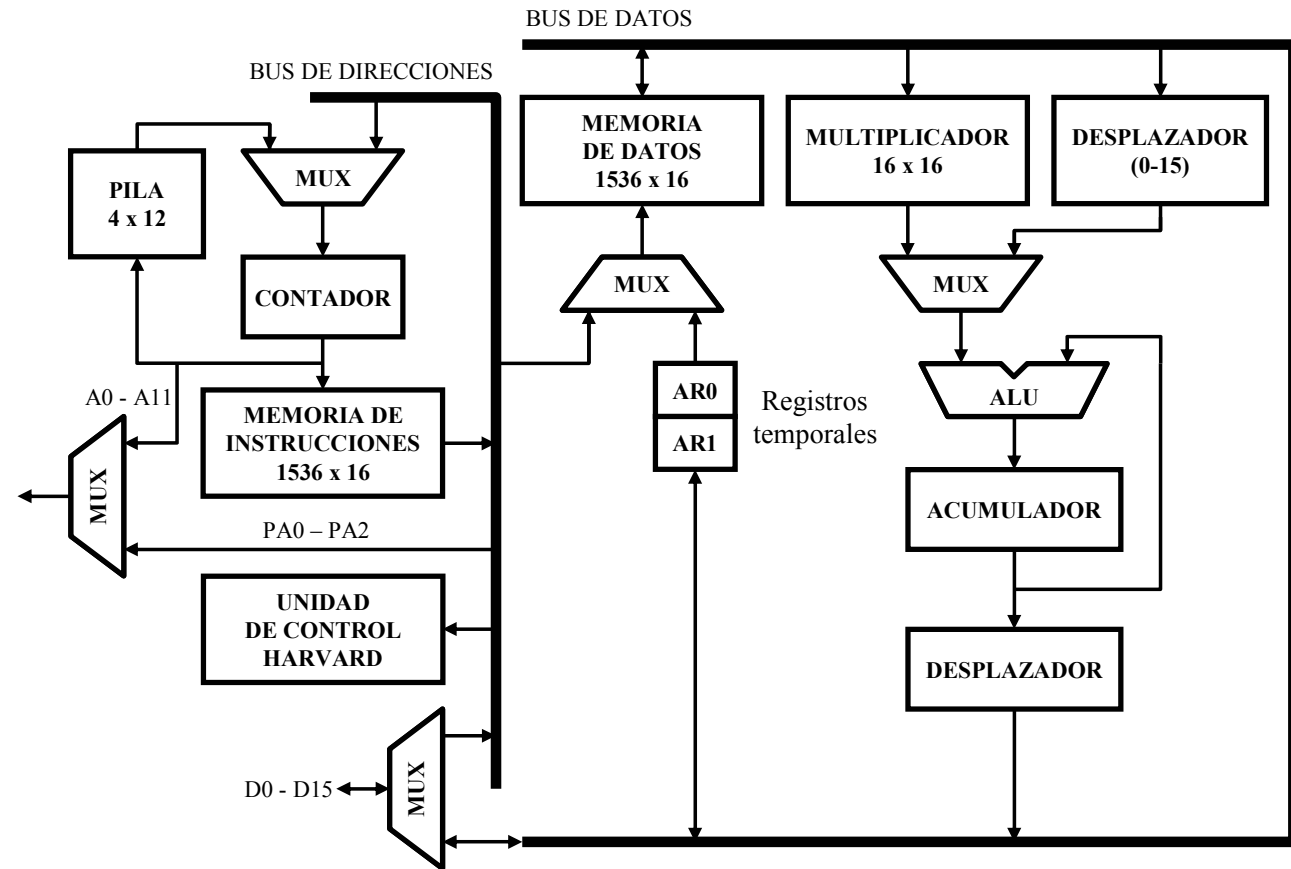 BUS DE DATOS
BUS DE DIRECCIONES
PILA
4 x 12
MUX
CONTADOR
A0 - A11
MEMORIA DE
INSTRUCCIONES
1536 x 16
MUX
PA0 – PA2
UNIDAD
DE CONTROL
HARVARD
D0 - D15
MUX
MEMORIA
DE DATOS
1536 x 16
MUX
AR0
AR1
Registros
temporales
MULTIPLICADOR
16 x 16
DESPLAZADOR
(0-15)
MUX
ALU
ACUMULADOR
DESPLAZADOR